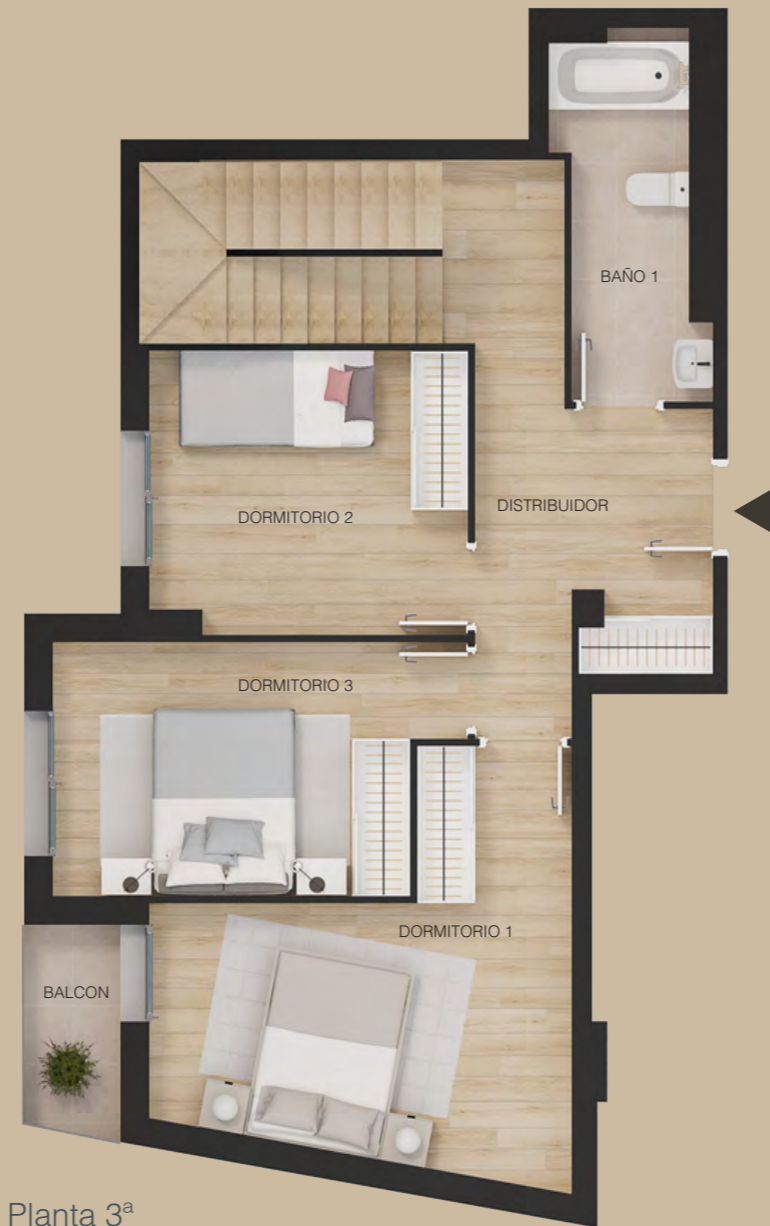 BAÑO 1
DORMITORIO 2
DISTRIBUIDOR
DORMITORIO 3
DORMITORIO 1
BALCON
Planta 3ª